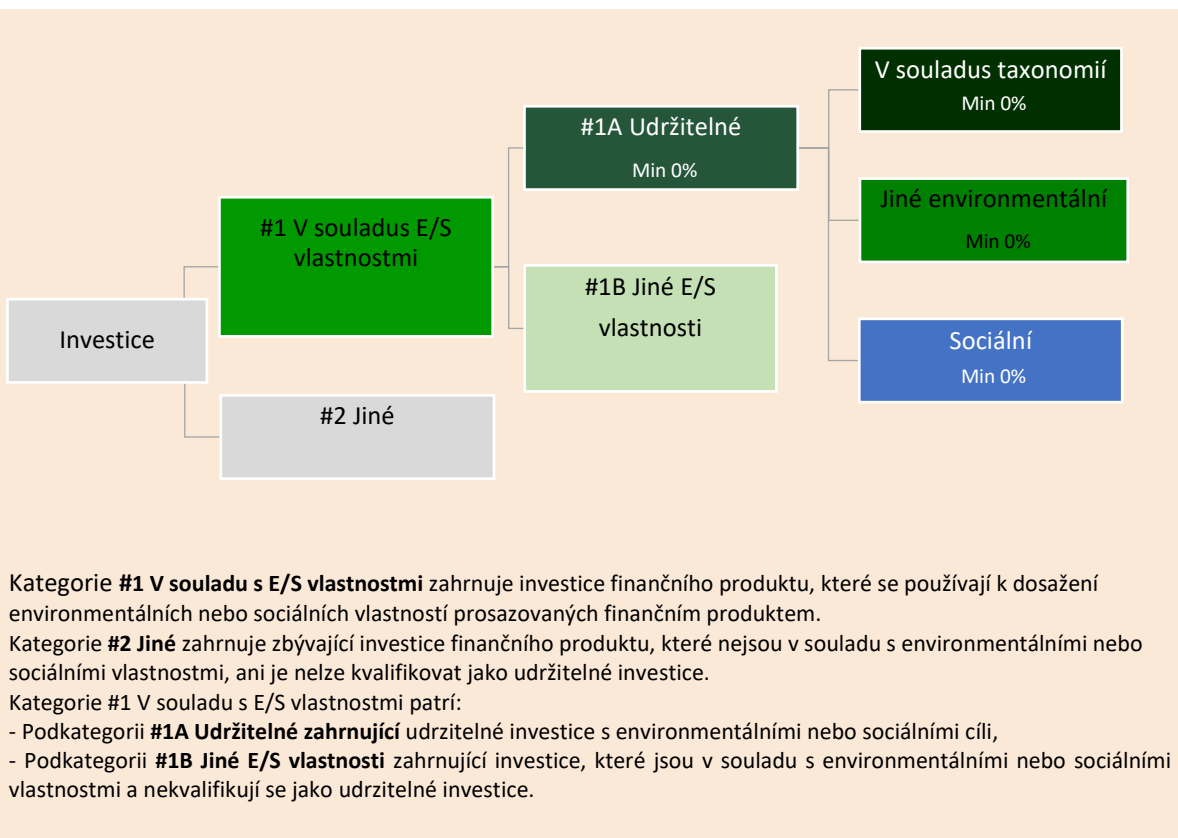 V souladus taxonomií
Min 0%
#1A Udržitelné
Min 0%
Jiné environmentální
Min 0%
#1 V souladus E/S
vlastnostmi
#1B Jiné E/S
vlastnosti
Investice
Sociální
Min 0%
#2 Jiné
Kategorie #1 V souladu s E/S vlastnostmi zahrnuje investice finančního produktu, které se používají k dosažení
environmentálních nebo sociálních vlastností prosazovaných finančním produktem.
Kategorie #2 Jiné zahrnuje zbývající investice finančního produktu, které nejsou v souladu s environmentálními nebo
sociálními vlastnostmi, ani je nelze kvalifikovat jako udržitelné investice.
Kategorie #1 V souladu s E/S vlastnostmi patrí:
- Podkategorii #1A Udržitelné zahrnující udrzitelné investice s environmentálními nebo sociálními cíli,
- Podkategorii #1B Jiné E/S vlastnosti zahrnující investice, které jsou v souladu s environmentálními nebo sociálními
vlastnostmi a nekvalifikují se jako udrzitelné investice.